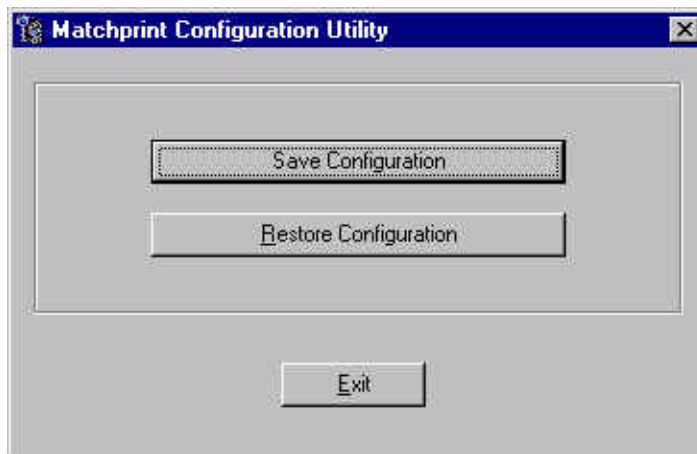 Matchprint Configuration Utility
Save Configuration
Restore Configuration
Exit